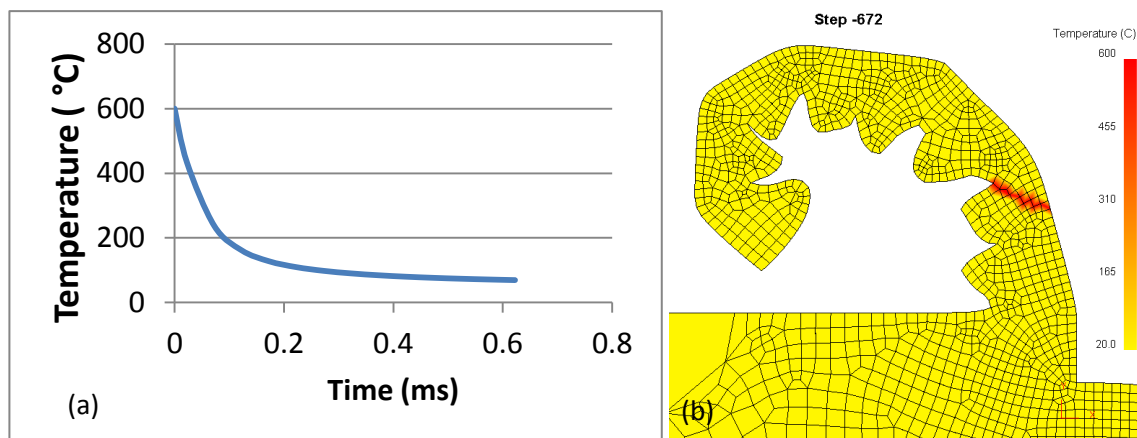 800
600
400
200
0
Temperature ( °C)
0 0.2 0.4 0.6 0.8
Time (ms)
(a)
Step -672
Temperature (C)
600
455
310
165
20.0
(b)